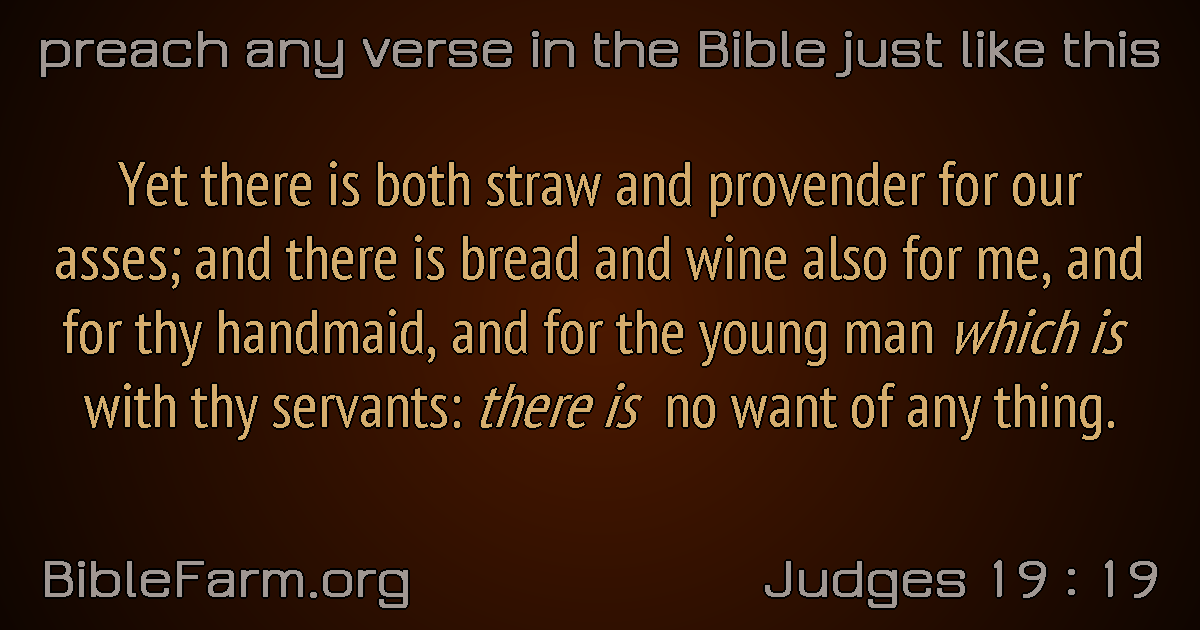 preach any verse in the Bible just like this
Yet there is both straw and provender for our
asses; and there is bread and wine also for me, and
for thy handmaid, and for the young man which is
with thy servants: there is no want of any thing.
BibleFarm.org
Judges 19 : 19